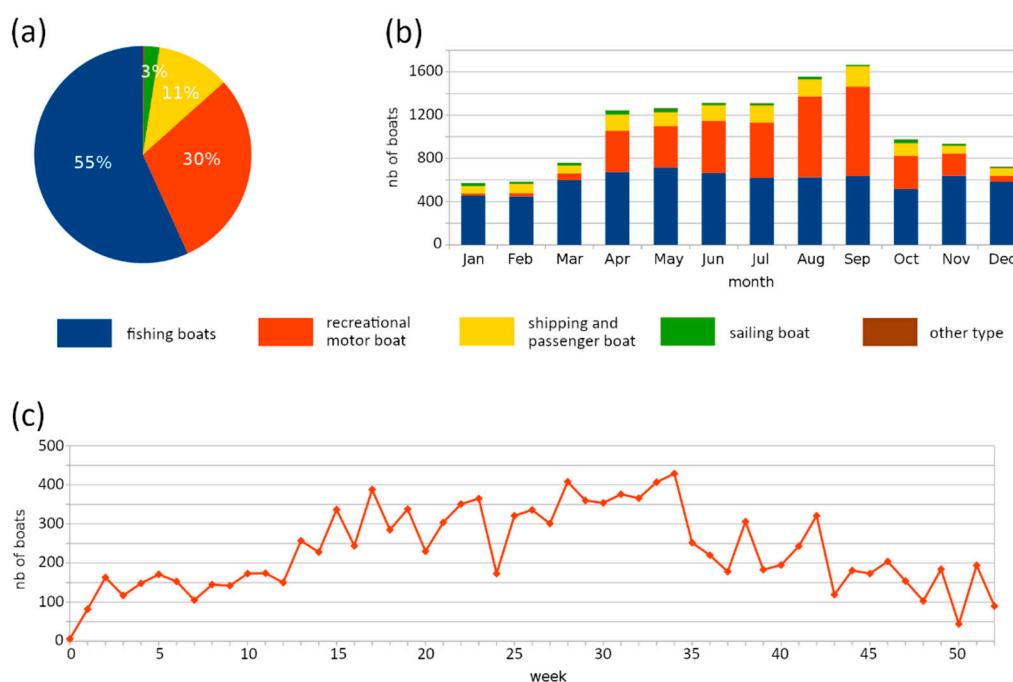 (a)
3%
11%
30%
55%
(b)
nb of boats
1600
1200
800
400
0
Jan Feb Mar Apr May Jun Jul Aug Sep Oct Nov Dec
month
fishing boats
recreational
motor boat
shipping and
passenger boat
sailing boat
other type
(c)
nb of boats
500
400
300
200
100
0
0 5 10 15 20 25 30 35 40 45 50
week